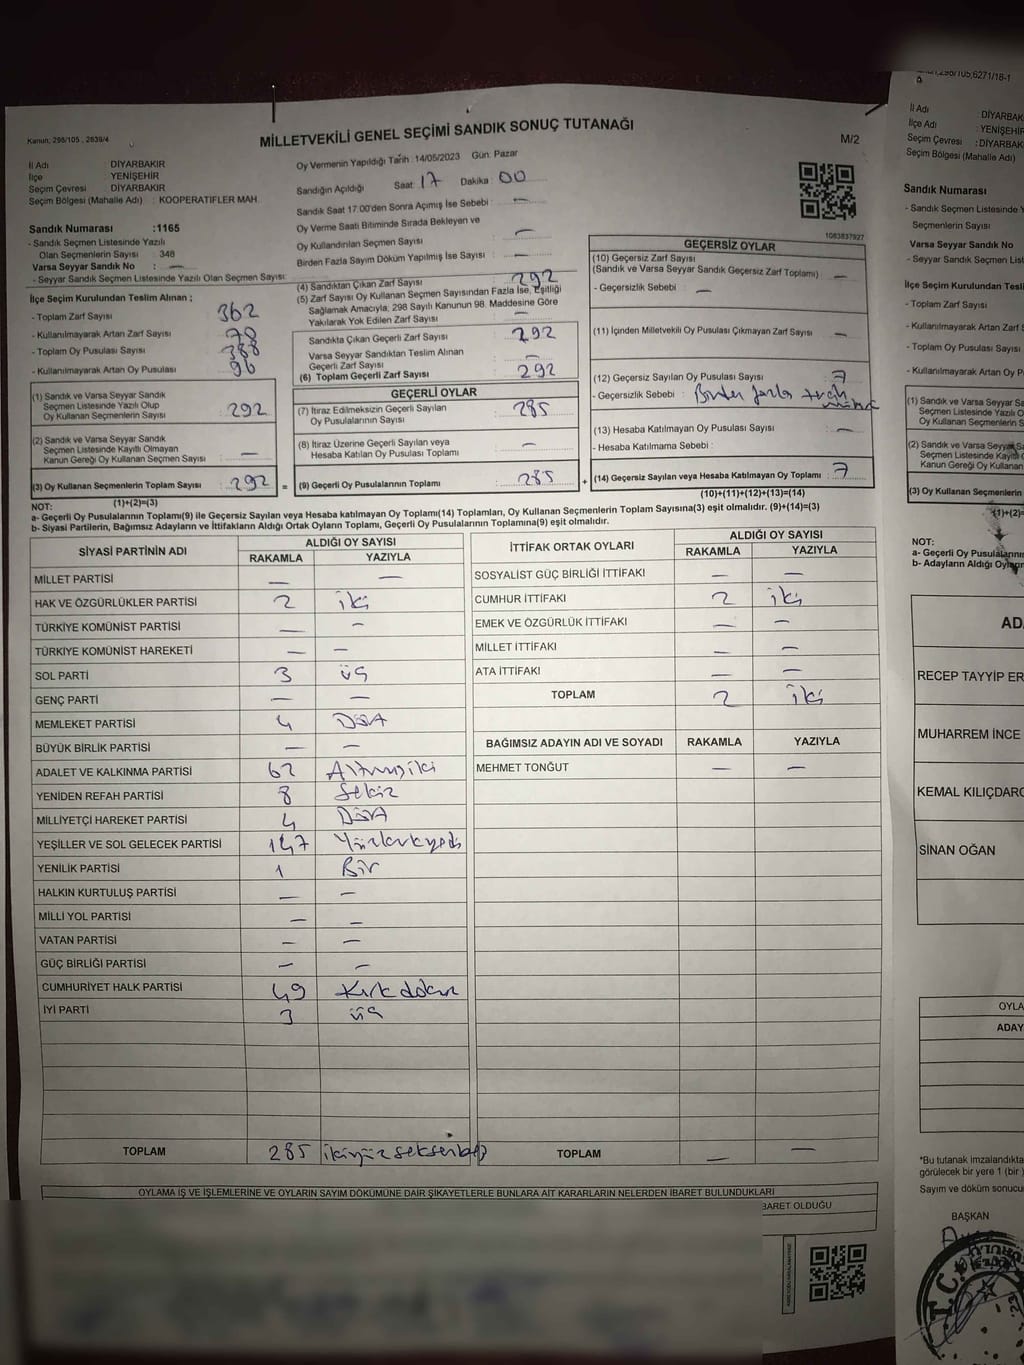 Kanun; 298/105 , 2839/4
MİLLETVEKİLİ GENEL SEÇİMİ SANDIK SONUÇ TUTANAĞI
M/2
İl Adı : DİYARBAKIR
İlçe : YENİŞEHİR
Seçim Çevresi : DİYARBAKIR
Seçim Bölgesi (Mahalle Adı) : KOOPERATIFLER MAH.
Sandık Numarası :1165
- Sandık Seçmen Listesinde Yazılı
Olan Seçmenlerin Sayısı : 348
Varsa Seyyar Sandık No : —
- Seyyar Sandık Seçmen Listesinde Yazılı Olan Seçmen Sayısı:
Oy Vermenin Yapıldığı Tarih :14/05/2023 Gün: Pazar
Sandığın Açıldığı Saat: 17 Dakika: 00
Sandık Saat 17:00'den Sonra Açımış İse Sebebi : —
Oy Verme Saati Bitiminde Sırada Bekleyen ve
Oy Kullandırılan Seçmen Sayısı —
Birden Fazla Sayım Döküm Yapılmış İse Sayısı : —
1083837927
İlçe Seçim Kurulundan Teslim Alınan ;
- Toplam Zarf Sayısı : 362
- Kullanılmayarak Artan Zarf Sayısı : 70
- Toplam Oy Pusulası Sayısı : 388
- Kullanılmayarak Artan Oy Pusulası : 96
(1) Sandık ve Varsa Seyyar Sandık
Seçmen Listesinde Yazılı Olup
Oy Kullanan Seçmenlerin Sayısı : 292
(2) Sandık ve Varsa Seyyar Sandık
Seçmen Listesinde Kayıtlı Olmayan
Kanun Gereği Oy Kullanan Seçmen Sayısı : —
(3) Oy Kullanan Seçmenlerin Toplam Sayısı : 292 =
(1)+(2)=(3)
(4) Sandıktan Çıkan Zarf Sayısı : 292
(5) Zarf Sayısı Oy Kullanan Seçmen Sayısından Fazla İse, Eşitliği
Sağlamak Amacıyla; 298 Sayılı Kanunun 98. Maddesine Göre
Yakılarak Yok Edilen Zarf Sayısı : —
Sandıkta Çıkan Geçerli Zarf Sayısı : 292
Varsa Seyyar Sandıktan Teslim Alınan
Geçerli Zarf Sayısı : —
(6) Toplam Geçerli Zarf Sayısı : 292
GEÇERLİ OYLAR
(7) İtiraz Edilmeksizin Geçerli Sayılan
Oy Pusulalarının Sayısı : 285
(8) İtiraz Üzerine Geçerli Sayılan veya
Hesaba Katılan Oy Pusulası Toplamı : —
(9) Geçerli Oy Pusulalarının Toplamı : 285 +
GEÇERSİZ OYLAR
(10) Geçersiz Zarf Sayısı
(Sandık ve Varsa Seyyar Sandık Geçersiz Zarf Toplamı) : —
- Geçersizlik Sebebi : —
(11) İçinden Milletvekili Oy Pusulası Çıkmayan Zarf Sayısı : —
(12) Geçersiz Sayılan Oy Pusulası Sayısı : 7
- Geçersizlik Sebebi : Birden fazla tercih
(13) Hesaba Katılmayan Oy Pusulası Sayısı : —
- Hesaba Katılmama Sebebi :
(14) Geçersiz Sayılan veya Hesaba Katılmayan Oy Toplamı : 7
(10)+(11)+(12)+(13)=(14)
NOT:
a- Geçerli Oy Pusulalarının Toplamı(9) ile Geçersiz Sayılan veya Hesaba katılmayan Oy Toplamı(14) Toplamları, Oy Kullanan Seçmenlerin Toplam Sayısına(3) eşit olmalıdır. (9)+(14)=(3)
b- Siyasi Partilerin, Bağımsız Adayların ve İttifakların Aldığı Ortak Oyların Toplamı, Geçerli Oy Pusulalarının Toplamına(9) eşit olmalıdır.
SİYASİ PARTİNİN ADI ALDIĞI OY SAYISI
RAKAMLA YAZIYLA
MİLLET PARTİSİ — —
HAK VE ÖZGÜRLÜKLER PARTİSİ 2 iki
TÜRKİYE KOMÜNİST PARTİSİ — —
TÜRKİYE KOMÜNİST HAREKETİ — —
SOL PARTİ 3 üç
GENÇ PARTİ — —
MEMLEKET PARTİSİ 4 Dört
BÜYÜK BİRLİK PARTİSİ — —
ADALET VE KALKINMA PARTİSİ 62 Altmışiki
YENİDEN REFAH PARTİSİ 8 Sekiz
MİLLİYETÇİ HAREKET PARTİSİ 4 Dört
YEŞİLLER VE SOL GELECEK PARTİSİ 147 Yüzkırkyedi
YENİLİK PARTİSİ 1 Bir
HALKIN KURTULUŞ PARTİSİ — —
MİLLİ YOL PARTİSİ — —
VATAN PARTİSİ — —
GÜÇ BİRLİĞİ PARTİSİ — —
CUMHURİYET HALK PARTİSİ 49 Kırkdokuz
İYİ PARTİ 3 üç
TOPLAM 285 ikiyüzseksenbeş
İTTİFAK ORTAK OYLARI ALDIĞI OY SAYISI
RAKAMLA YAZIYLA
SOSYALİST GÜÇ BİRLİĞİ İTTİFAKI — —
CUMHUR İTTİFAKI 2 iki
EMEK VE ÖZGÜRLÜK İTTİFAKI — —
MİLLET İTTİFAKI — —
ATA İTTİFAKI — —
TOPLAM 2 iki
BAĞIMSIZ ADAYIN ADI VE SOYADI RAKAMLA YAZIYLA
MEHMET TONĞUT — —
TOPLAM — —
OYLAMA İŞ VE İŞLEMLERİNE VE OYLARIN SAYIM DÖKÜMÜNE DAİR ŞİKAYETLERLE BUNLARA AİT KARARLARIN NELERDEN İBARET BULUNDUKLARI
BARET OLDUĞU
298/105,6271/18-1
İl Adı : DİYARBAK
İlçe Adı : YENİŞEHİR
Seçim Çevresi : DİYARBAK
Seçim Bölgesi (Mahalle Adı)
Sandık Numarası
- Sandık Seçmen Listesinde Y
Seçmenlerin Sayısı
Varsa Seyyar Sandık No
- Seyyar Sandık Seçmen List
İlçe Seçim Kurulundan Teslim
- Toplam Zarf Sayısı
- Kullanılmayarak Artan Zarf S
- Toplam Oy Pusulası Sayısı
- Kullanılmayarak Artan Oy Pu
(1) Sandık ve Varsa Seyyar Sa
Seçmen Listesinde Yazılı O
Oy Kullanan Seçmenlerin S
(2) Sandık ve Varsa Seyyar S
Seçmen Listesinde Kayıtlı O
Kanun Gereği Oy Kullanan
(3) Oy Kullanan Seçmenlerin
(1)+(2)=
NOT:
a- Geçerli Oy Pusulalarının
b- Adayların Aldığı Oyların
ADA
RECEP TAYYİP ER
MUHARREM İNCE
KEMAL KILIÇDARO
SİNAN OĞAN
OYLA
ADAY
*Bu tutanak imzalandıkta
görülecek bir yere 1 (bir )
Sayım ve döküm sonucu
BAŞKAN
T.C.